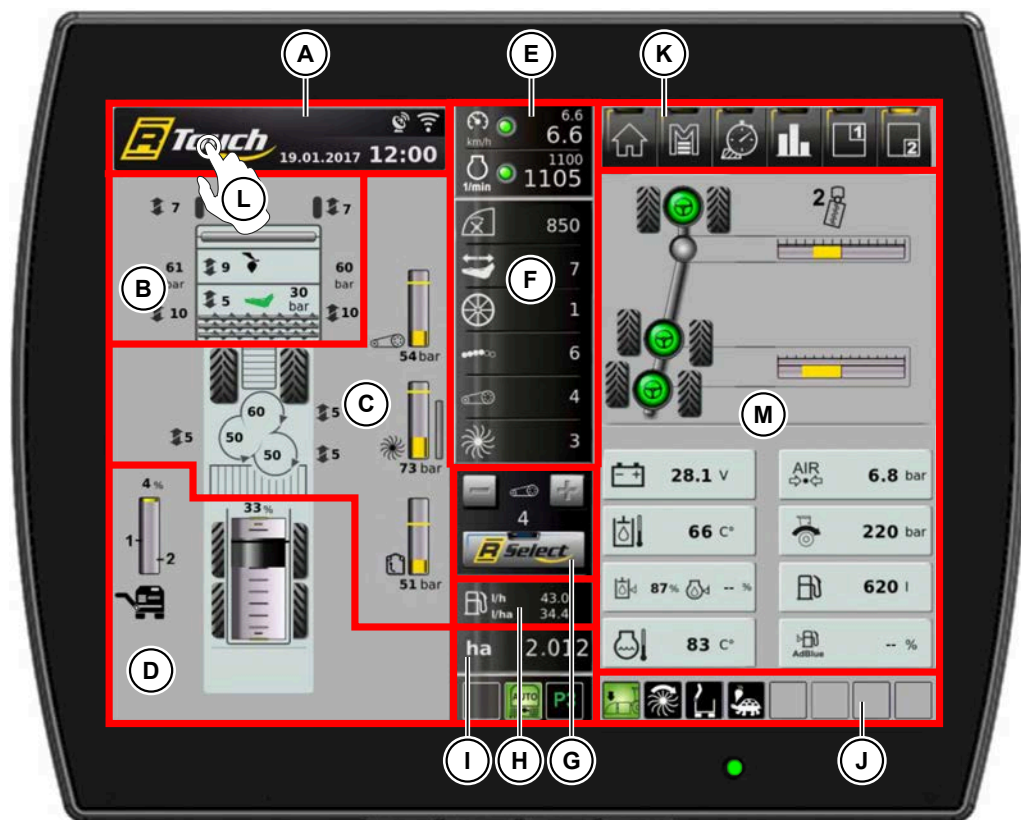 A
E
K
R Touch
19.01.2017 12:00
L
km/h
6.6
6.6
1/min
1100
1105
1
2
7
7
B
61 bar
9
60 bar
5
30 bar
10
10
54 bar
C
60
50
50
5
5
5
73 bar
51 bar
850
7
F
1
6
4
3
4
R Select
l/h 43.0
l/ha 34.4
ha 2.012
AUTO
4 %
1
2
33 %
D
2
M
28.1 V
AIR
6.8 bar
66 C°
220 bar
87% -- %
620 l
83 C°
AdBlue
-- %
I
H
G
J